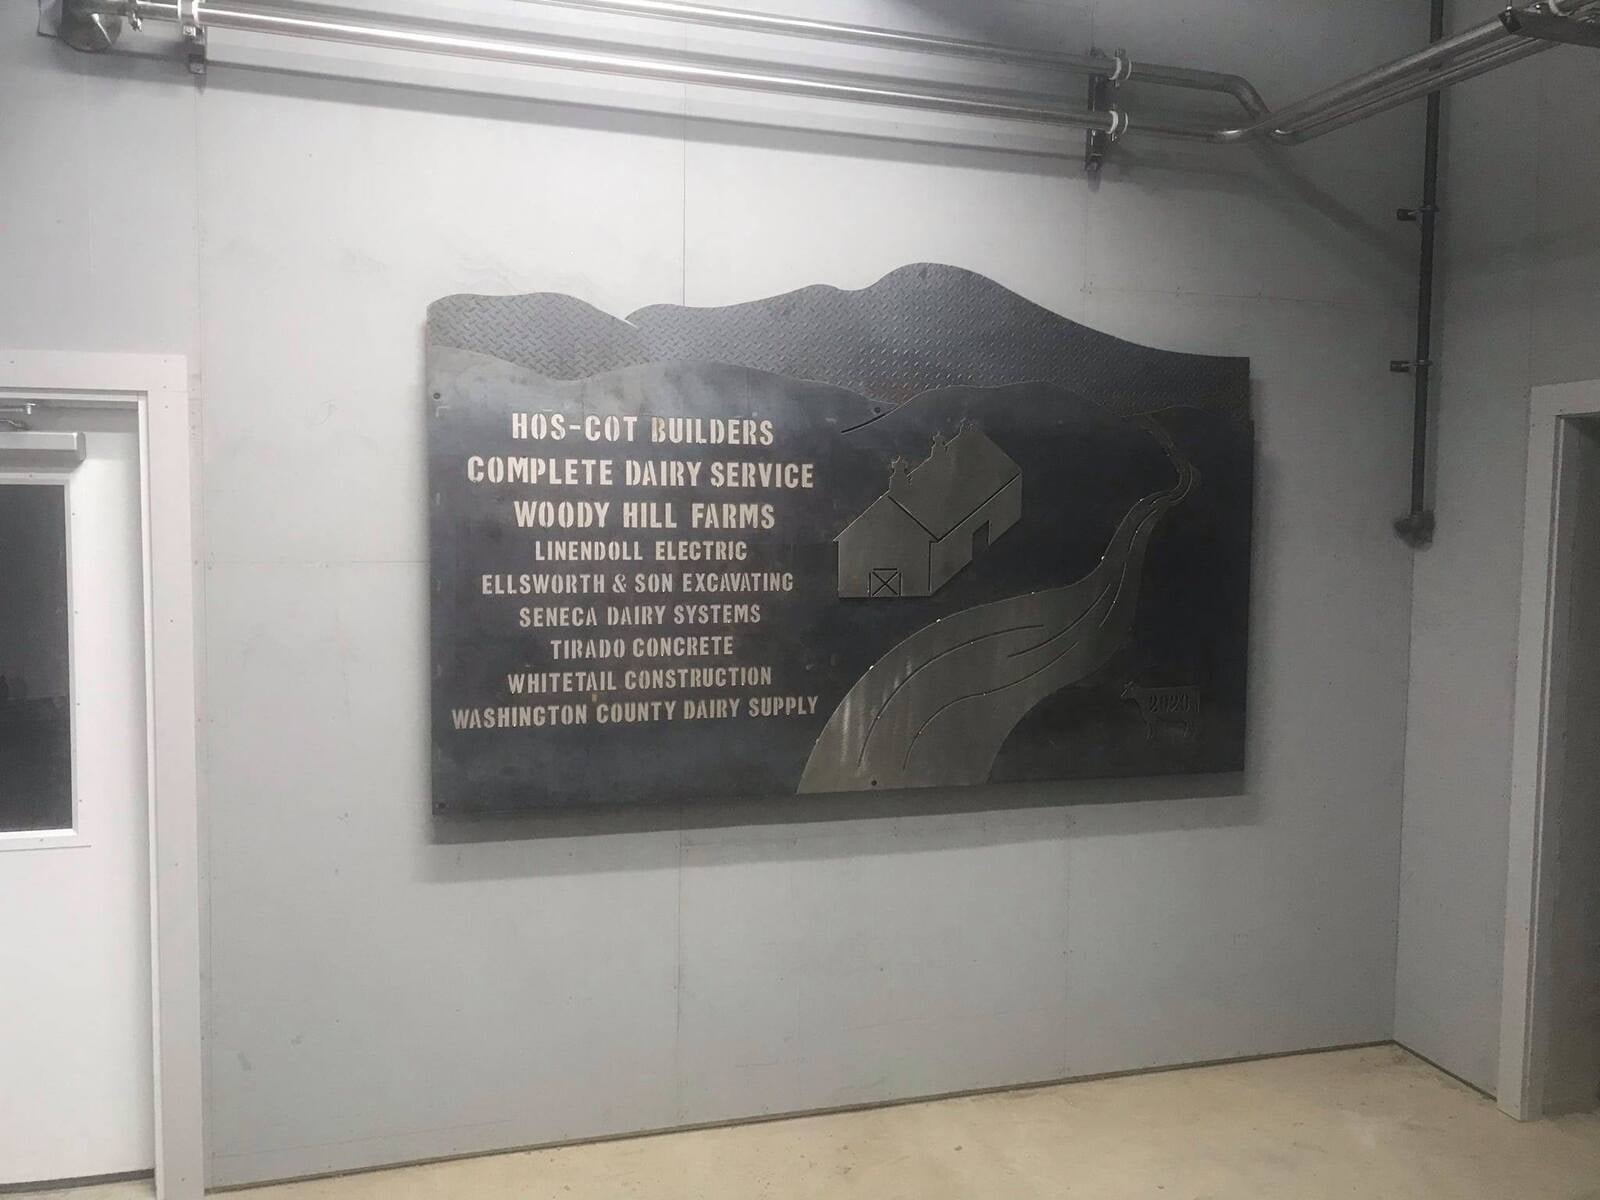 HOS-COT BUILDERS
COMPLETE DAIRY SERVICE
WOODY HILL FARMS
LINENDOLL ELECTRIC
ELLSWORTH & SON EXCAVATING
SENECA DAIRY SYSTEMS
TIRADO CONCRETE
WHITETAIL CONSTRUCTION
WASHINGTON COUNTY DAIRY SUPPLY
2020